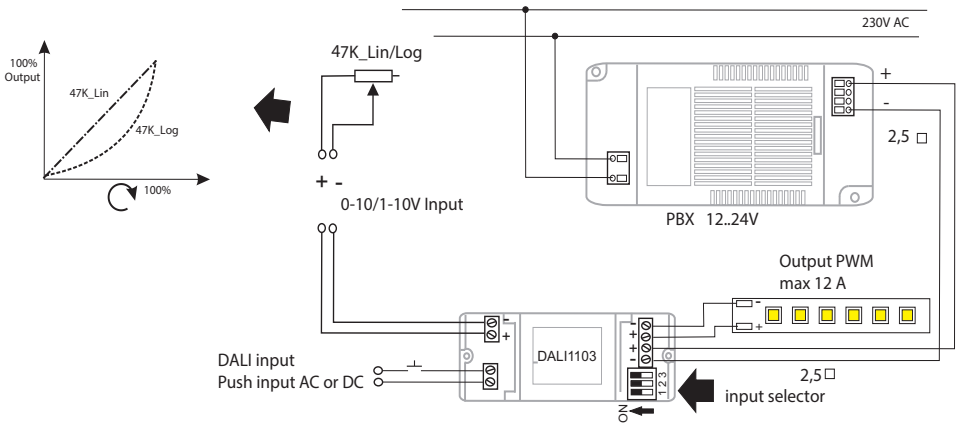 230V AC
47K_Lin/Log
100%
Output
47K_Lin
47K_Log
100%
+
-
2,5
+ -
0-10/1-10V Input
PBX 12..24V
Output PWM
max 12 A
-
+
-
+
DALI1103
-
+
+
-
DALI input
Push input AC or DC
1 2 3
2,5
input selector
ON